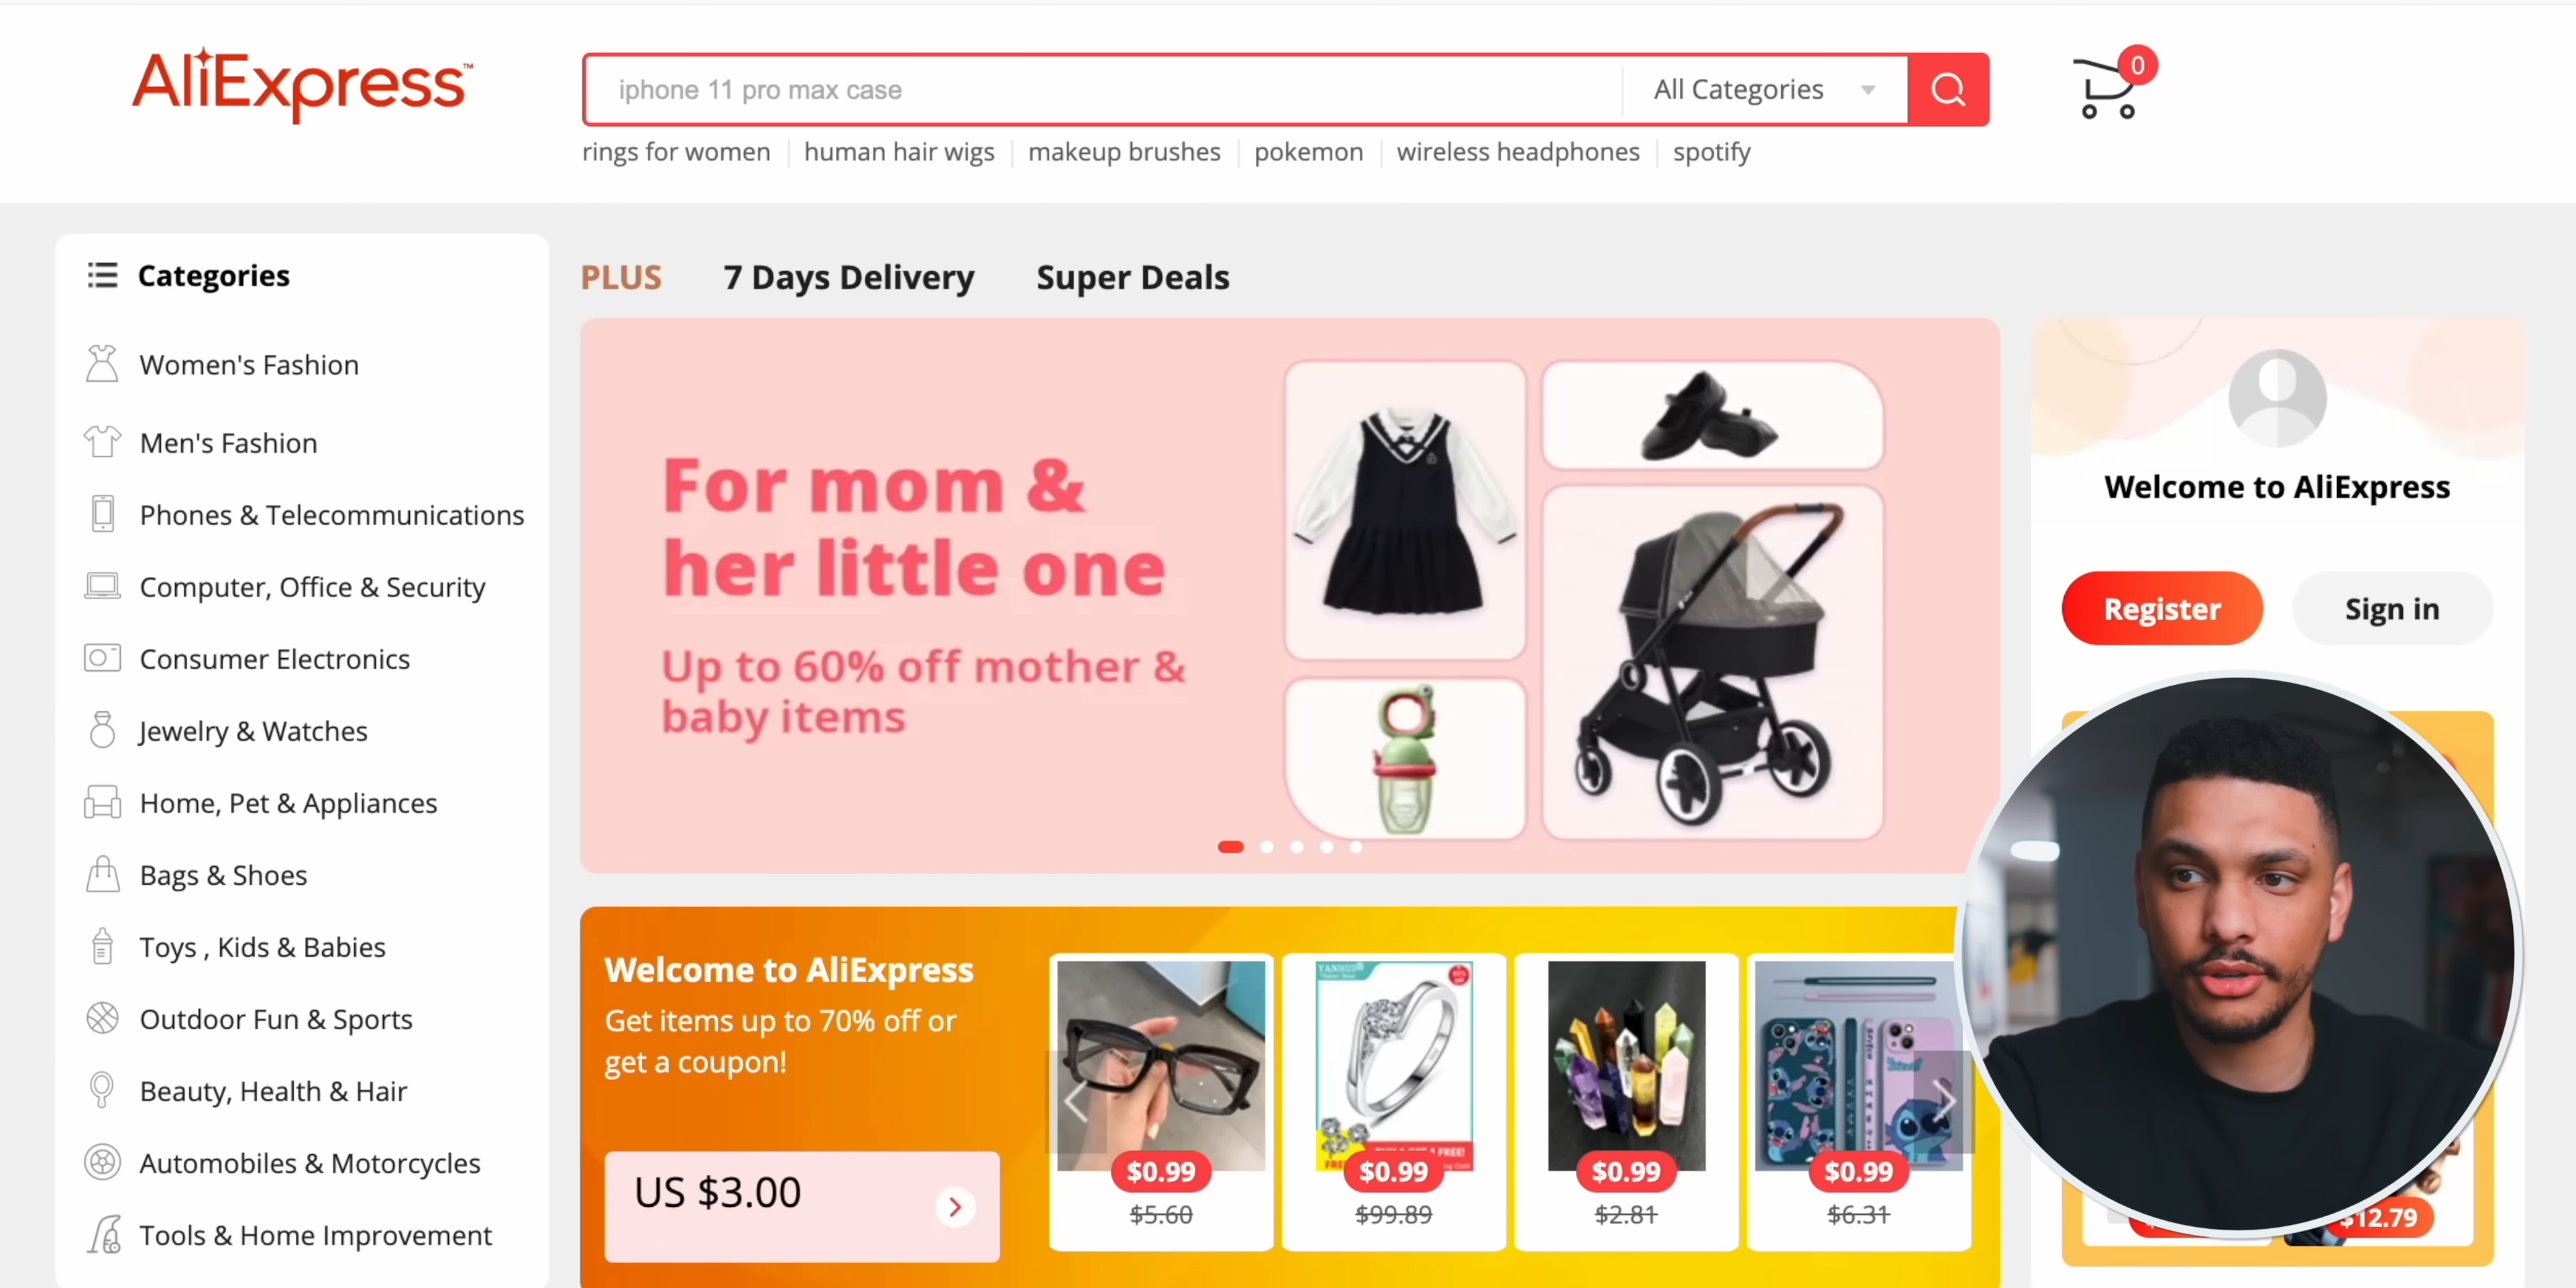 AliExpress™
iphone 11 pro max case
All Categories
0
rings for women
human hair wigs
makeup brushes
pokemon
wireless headphones
spotify
Categories
Women's Fashion
Men's Fashion
Phones & Telecommunications
Computer, Office & Security
Consumer Electronics
Jewelry & Watches
Home, Pet & Appliances
Bags & Shoes
Toys , Kids & Babies
Outdoor Fun & Sports
Beauty, Health & Hair
Automobiles & Motorcycles
Tools & Home Improvement
PLUS
7 Days Delivery
Super Deals
For mom &
her little one
Up to 60% off mother &
baby items
Welcome to AliExpress
Register
Sign in
Welcome to AliExpress
Get items up to 70% off or
get a coupon!
US $3.00
$0.99
$5.60
$0.99
$99.89
$0.99
$2.81
$0.99
$6.31
$12.79